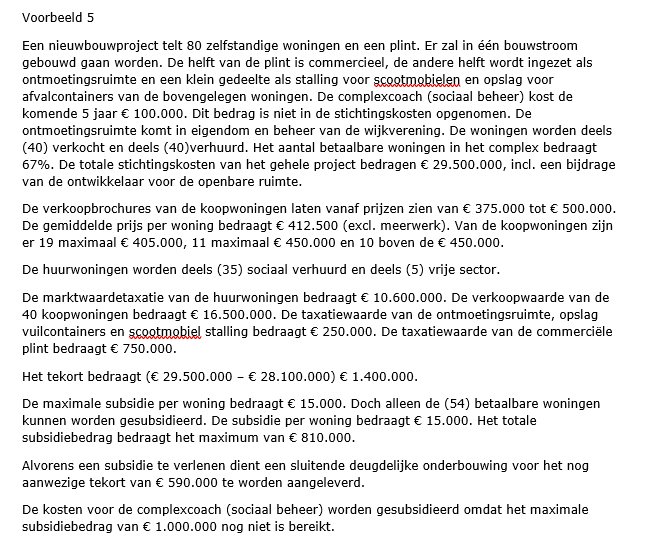 Voorbeeld 5
Een nieuwbouwproject telt 80 zelfstandige woningen en een plint. Er zal in één bouwstroom
gebouwd gaan worden. De helft van de plint is commercieel, de andere helft wordt ingezet als
ontmoetingsruimte en een klein gedeelte als stalling voor scootmobielen en opslag voor
afvalcontainers van de bovengelegen woningen. De complexcoach (sociaal beheer) kost de
komende 5 jaar € 100.000. Dit bedrag is niet in de stichtingskosten opgenomen. De
ontmoetingsruimte komt in eigendom en beheer van de wijkverening. De woningen worden deels
(40) verkocht en deels (40)verhuurd. Het aantal betaalbare woningen in het complex bedraagt
67%. De totale stichtingskosten van het gehele project bedragen € 29.500.000, incl. een bijdrage
van de ontwikkelaar voor de openbare ruimte.
De verkoopbrochures van de koopwoningen laten vanaf prijzen zien van € 375.000 tot € 500.000.
De gemiddelde prijs per woning bedraagt € 412.500 (excl. meerwerk). Van de koopwoningen zijn
er 19 maximaal € 405.000, 11 maximaal € 450.000 en 10 boven de € 450.000.
De huurwoningen worden deels (35) sociaal verhuurd en deels (5) vrije sector.
De marktwaardetaxatie van de huurwoningen bedraagt € 10.600.000. De verkoopwaarde van de
40 koopwoningen bedraagt € 16.500.000. De taxatiewaarde van de ontmoetingsruimte, opslag
vuilcontainers en scootmobiel stalling bedraagt € 250.000. De taxatiewaarde van de commerciële
plint bedraagt € 750.000.
Het tekort bedraagt (€ 29.500.000 – € 28.100.000) € 1.400.000.
De maximale subsidie per woning bedraagt € 15.000. Doch alleen de (54) betaalbare woningen
kunnen worden gesubsidieerd. De subsidie per woning bedraagt € 15.000. Het totale
subsidiebedrag bedraagt het maximum van € 810.000.
Alvorens een subsidie te verlenen dient een sluitende deugdelijke onderbouwing voor het nog
aanwezige tekort van € 590.000 te worden aangeleverd.
De kosten voor de complexcoach (sociaal beheer) worden gesubsidieerd omdat het maximale
subsidiebedrag van € 1.000.000 nog niet is bereikt.